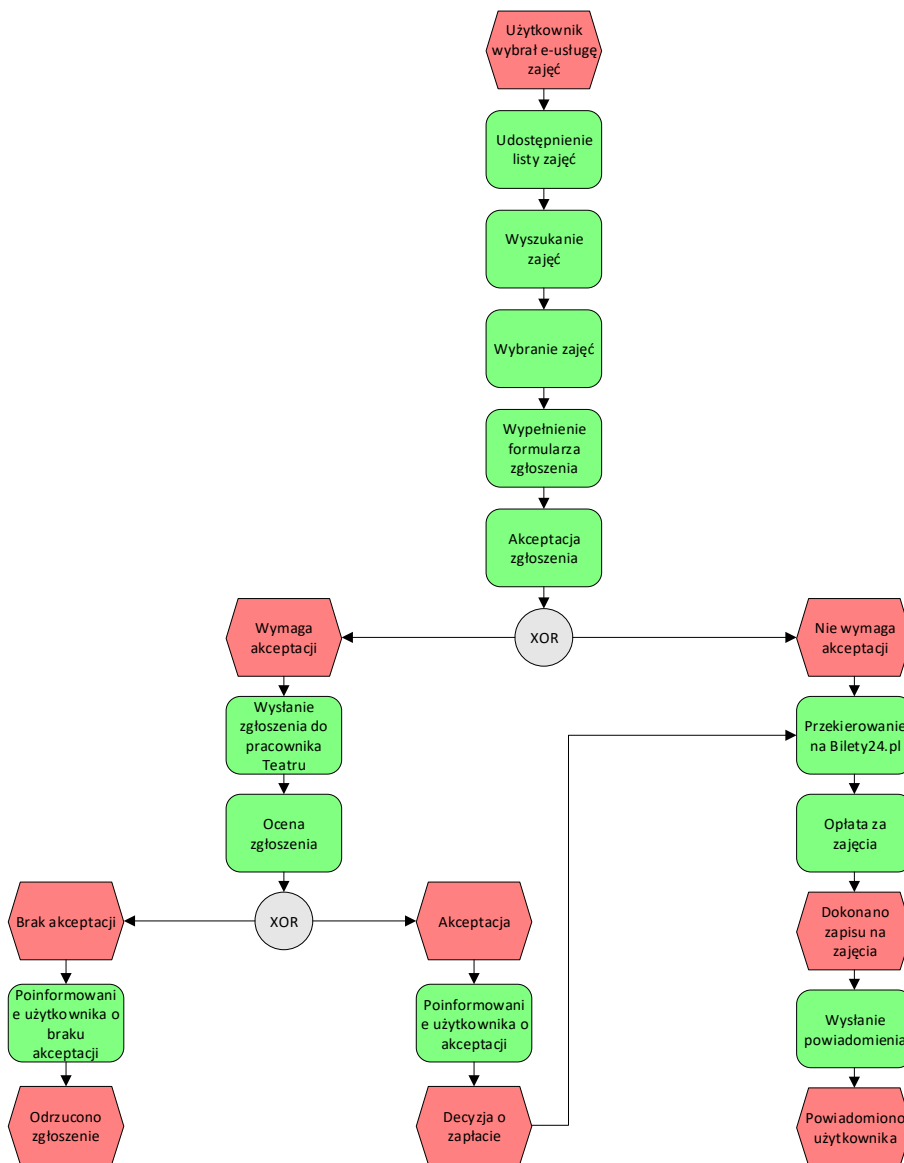 Użytkownik
wybrał e-usługę
zajęć
Udostępnienie
listy zajęć
Wyszukanie
zajęć
Wybranie zajęć
Wypełnienie
formularza
zgłoszenia
Akceptacja
zgłoszenia
XOR
Wymaga
akceptacji
Nie wymaga
akceptacji
Wysłanie
zgłoszenia do
pracownika
Teatru
Przekierowanie
na Bilety24.pl
Ocena
zgłoszenia
Opłata za
zajęcia
XOR
Brak akceptacji
Akceptacja
Dokonano
zapisu na
zajęcia
Poinformowani
e użytkownika o
braku
akceptacji
Poinformowani
e użytkownika o
akceptacji
Wysłanie
powiadomienia
Odrzucono
zgłoszenie
Decyzja o
zapłacie
Powiadomiono
użytkownika